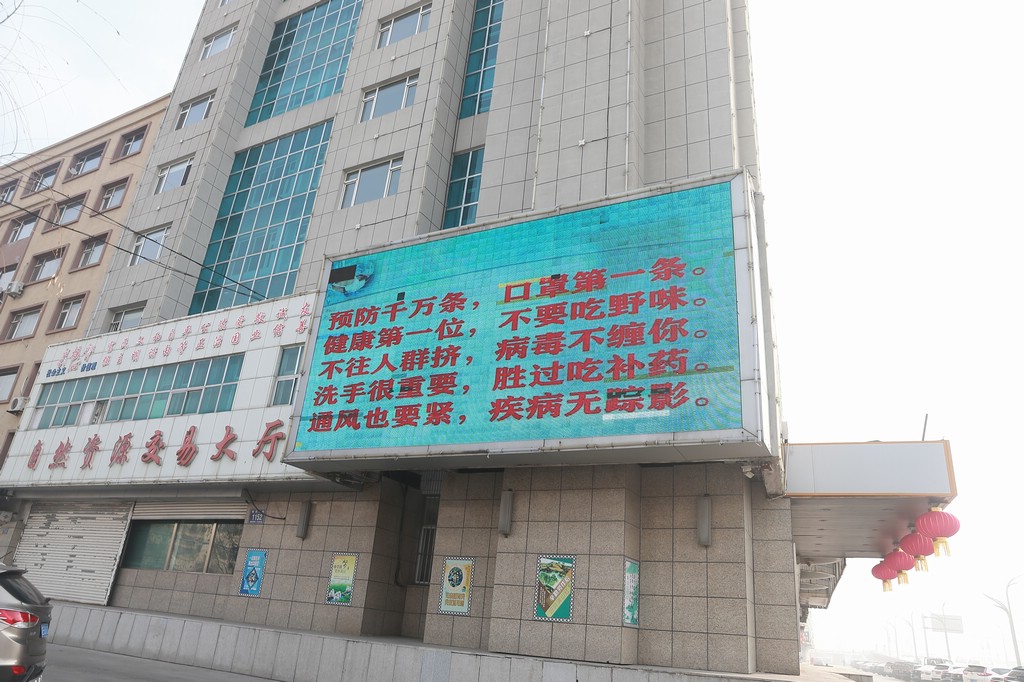 预防千万条，口罩第一条。
健康第一位，不要吃野味。
不往人群挤，病毒不缠你。
洗手很重要，胜过吃补药。
通风也要紧，疾病无踪影。
自然资源交易大厅
1192